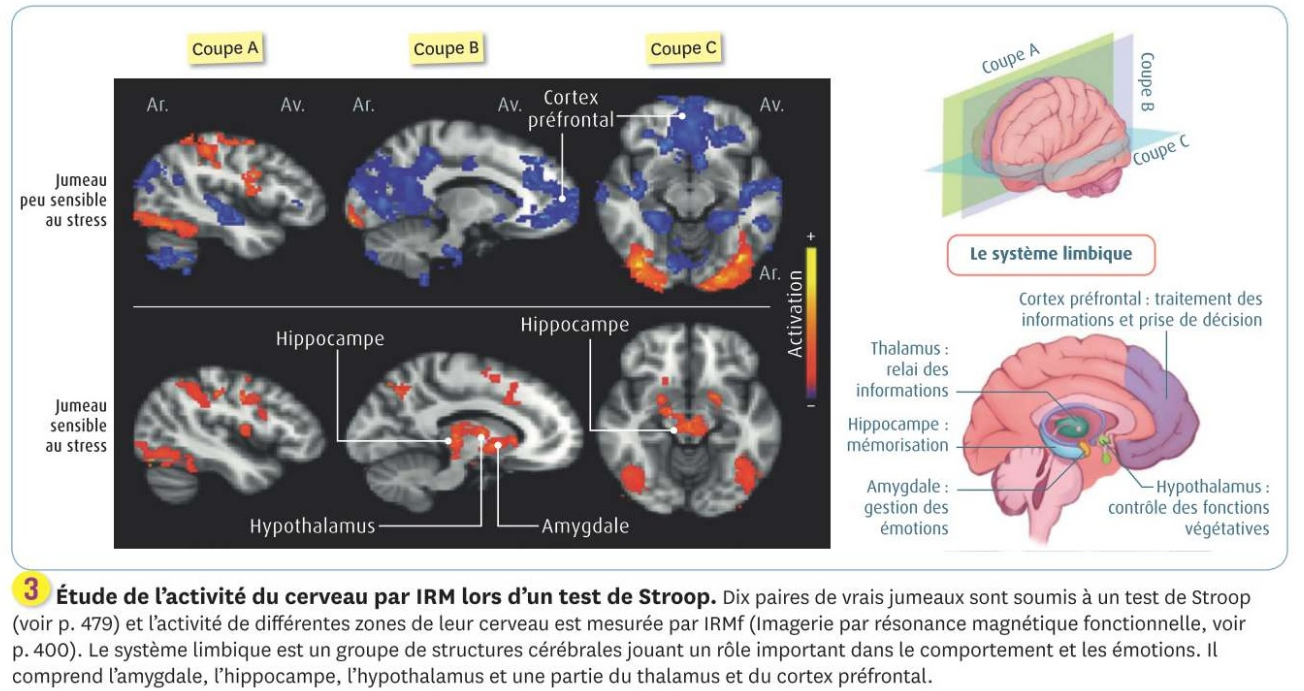 Coupe A
Coupe B
Coupe C
Ar.
Av.
Ar.
Av.
Cortex
préfrontal
Av.
Jumeau
peu sensible
au stress
Ar.
+
Activation
–
Hippocampe
Hippocampe
Jumeau
sensible
au stress
Hypothalamus
Amygdale
Coupe A
Coupe B
Coupe C
Le système limbique
Cortex préfrontal : traitement des
informations et prise de décision
Thalamus :
relai des
informations
Hippocampe :
mémorisation
Amygdale :
gestion des
émotions
Hypothalamus :
contrôle des fonctions
végétatives
3 Étude de l’activité du cerveau par IRM lors d’un test de Stroop. Dix paires de vrais jumeaux sont soumis à un test de Stroop
(voir p. 479) et l’activité de différentes zones de leur cerveau est mesurée par IRMf (Imagerie par résonance magnétique fonctionnelle, voir
p. 400). Le système limbique est un groupe de structures cérébrales jouant un rôle important dans le comportement et les émotions. Il
comprend l’amygdale, l’hippocampe, l’hypothalamus et une partie du thalamus et du cortex préfrontal.